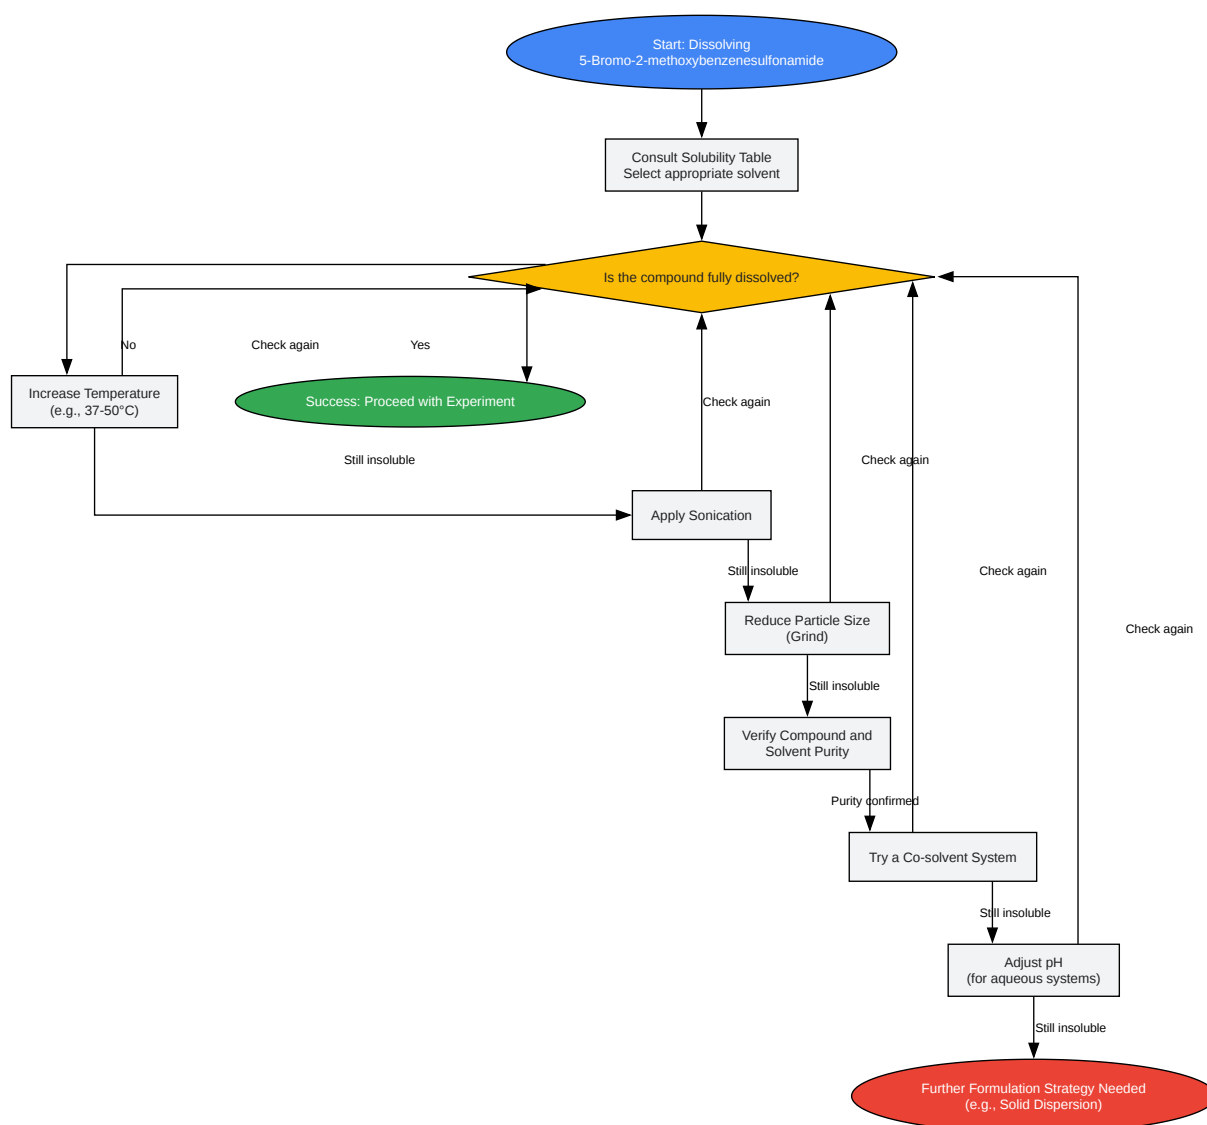 Start: Dissolving
5-Bromo-2-methoxybenzenesulfonamide
Consult Solubility Table
Select appropriate solvent
Is the compound fully dissolved?
No
Check again
Yes
Increase Temperature
(e.g., 37-50°C)
Success: Proceed with Experiment
Check again
Still insoluble
Check again
Apply Sonication
Still insoluble
Check again
Reduce Particle Size
(Grind)
Check again
Still insoluble
Verify Compound and
Solvent Purity
Purity confirmed
Try a Co-solvent System
Still insoluble
Adjust pH
(for aqueous systems)
Still insoluble
Further Formulation Strategy Needed
(e.g., Solid Dispersion)